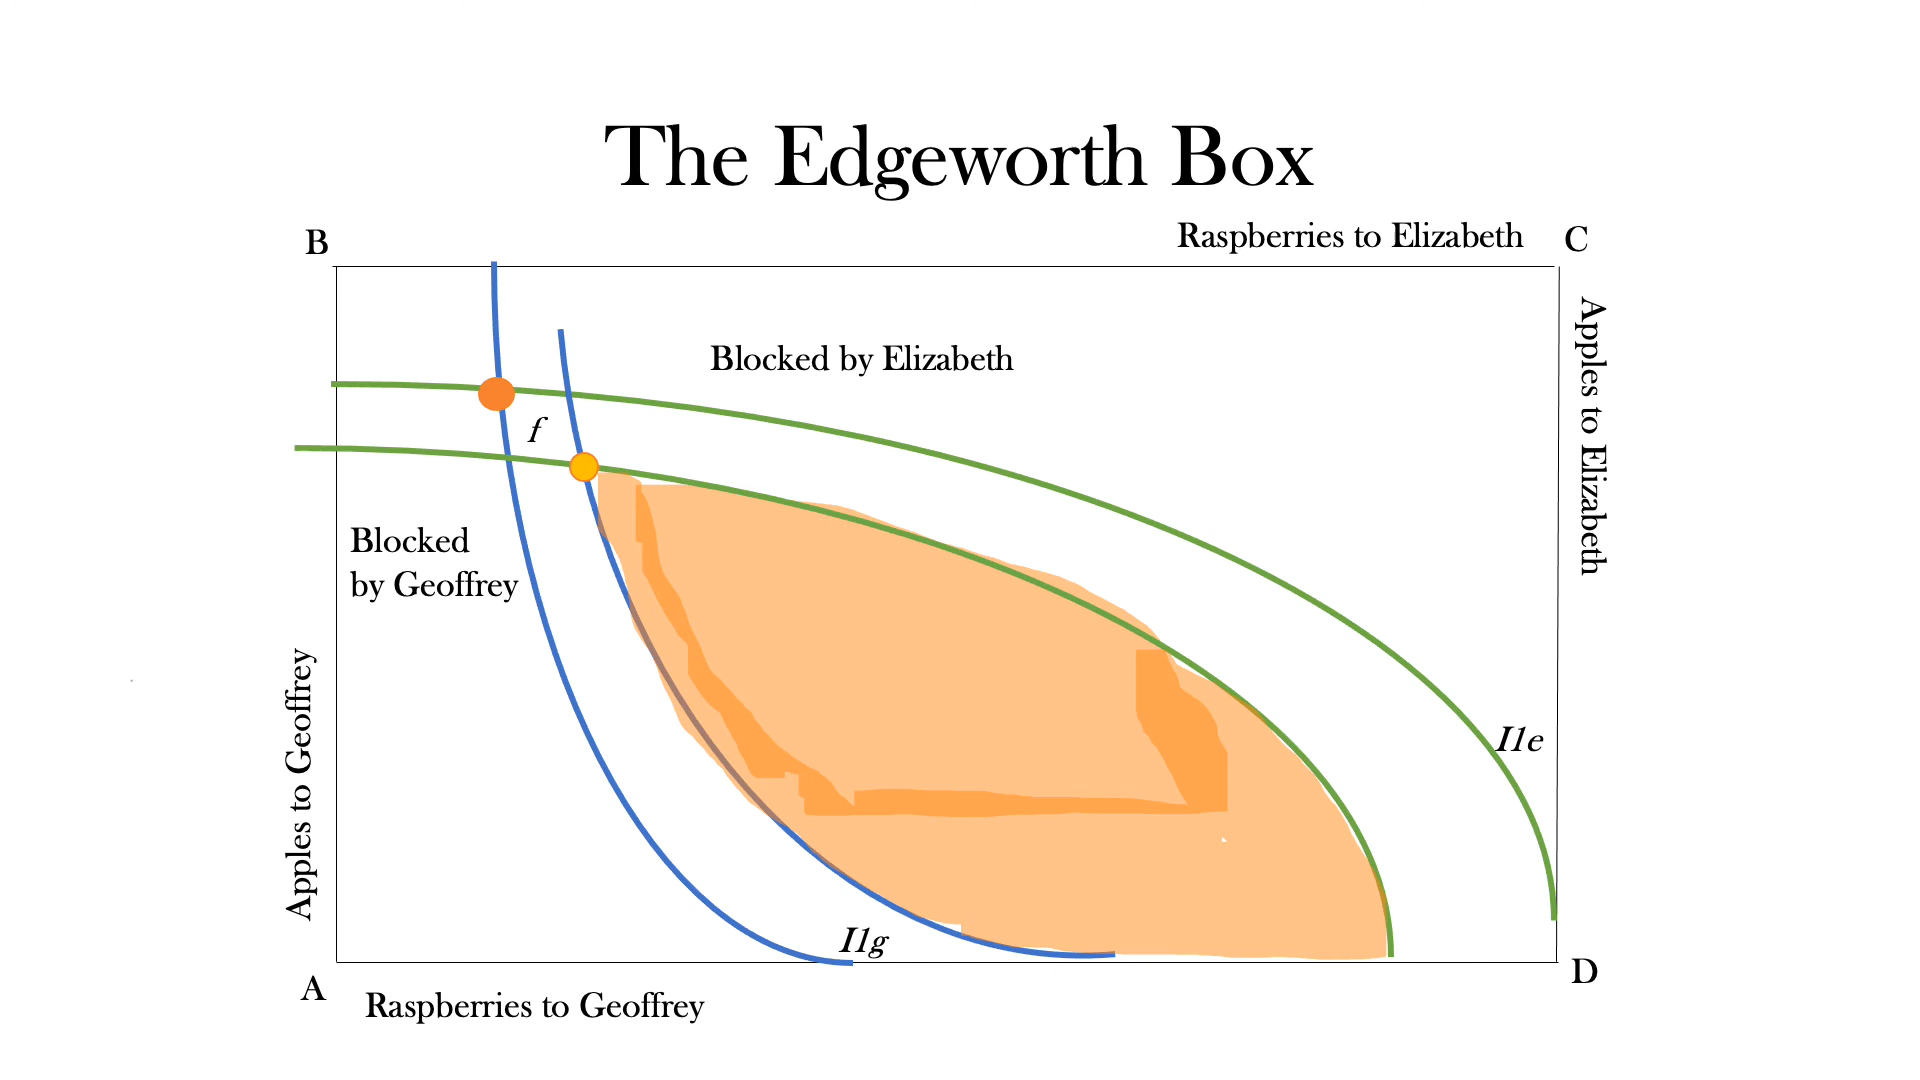 The Edgeworth Box
B
Raspberries to Elizabeth
C
Blocked by Elizabeth
Apples to Elizabeth
f
Blocked
by Geoffrey
Apples to Geoffrey
I1e
I1g
A
D
Raspberries to Geoffrey